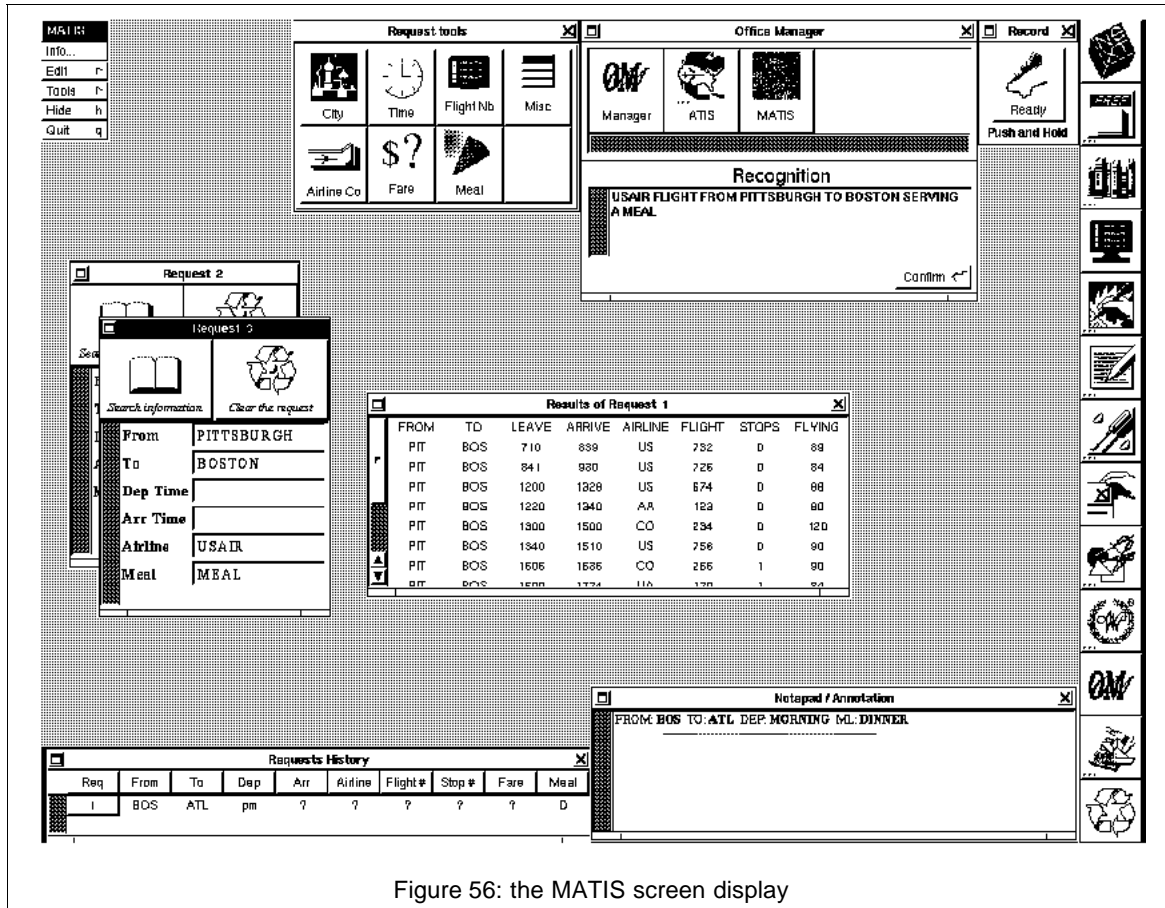 MATIS
Info...
Edit r
Tools r
Hide h
Quit q
Request tools
City Time Flight Nb Misc
$?
Airline Co Fare Meal
Office Manager
Manager ATIS MATIS
Recognition
USAIR FLIGHT FROM PITTSBURGH TO BOSTON SERVING
A MEAL
Confirm
Record
Ready
Push and Hold
FREE
Request 2
Request 3
Search information Clear the request
From PITTSBURGH
To BOSTON
Dep Time
Arr Time
Airline USAIR
Meal MEAL
Results of Request 1
FROM TO LEAVE ARRIVE AIRLINE FLIGHT STOPS FLYING
PIT BOS 710 839 US 732 0 89
PIT BOS 841 US 726 0 84
PIT BOS 1200 1328 US 674 0 88
PIT BOS 1220 1340 AA 123 0 80
PIT BOS 1300 1500 CO 234 0 120
PIT BOS 1340 1510 US 756 0 90
PIT BOS CO 1 90
PIT BOS
Notepad / Annotation
FROM: BOS TO: ATL DEP: MORNING ML: DINNER
Requests History
Req From To Dep Arr Airline Flight # Stop # Fare Meal
1 BOS ATL pm ? ? ? ? ? D
OM
Figure 56: the MATIS screen display